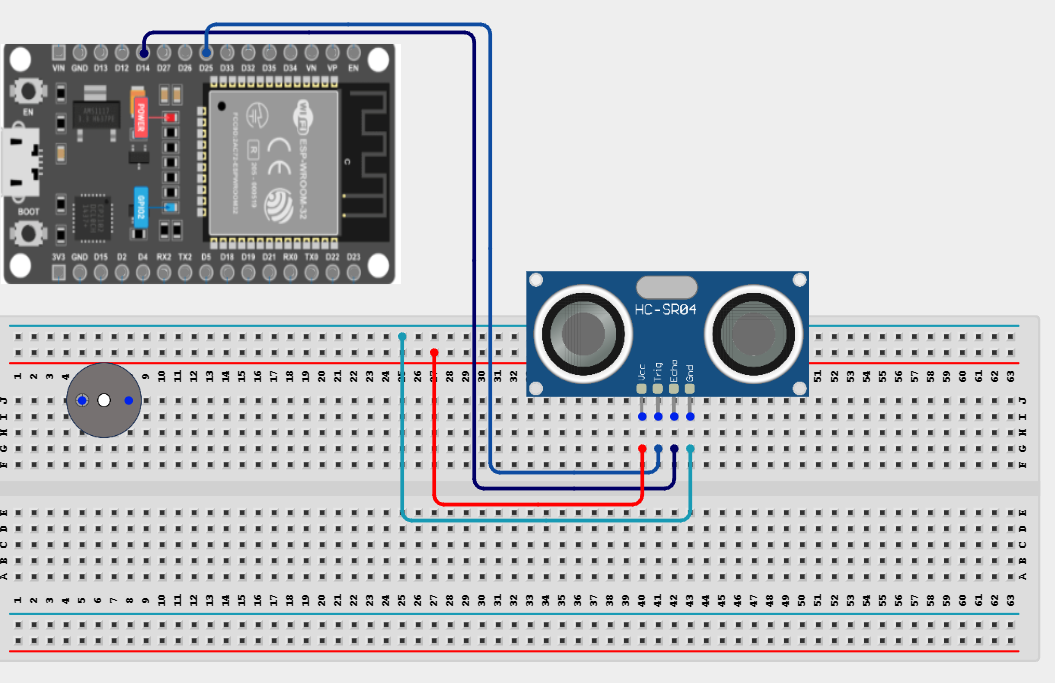 VIN GND D13 D12 D14 D27 D26 D25 D33 D32 D35 D34 VN VP EN
EN
POWER
Wi Fi
ESP-WROOM-32
CE
R
C
BOOT
GPIO2
3V3 GND D15 D2 D4 RX2 TX2 D5 D18 D19 D21 RX0 TX0 D22 D23
HC-SR04
Vcc Trig Echo Gnd
1 2 3 4 9 10 11 12 13 14 15 16 17 18 19 20 21 22 23 24 25 26 27 28 29 30 31 32 51 52 53 54 55 56 57 58 59 60 61 62 63
J J
I I
H H
G G
F F
E E
D D
C C
B B
A A
1 2 3 4 5 6 7 8 9 10 11 12 13 14 15 16 17 18 19 20 21 22 23 24 25 26 27 28 29 30 31 32 33 34 35 36 37 38 39 40 41 42 43 44 45 46 47 48 49 50 51 52 53 54 55 56 57 58 59 60 61 62 63